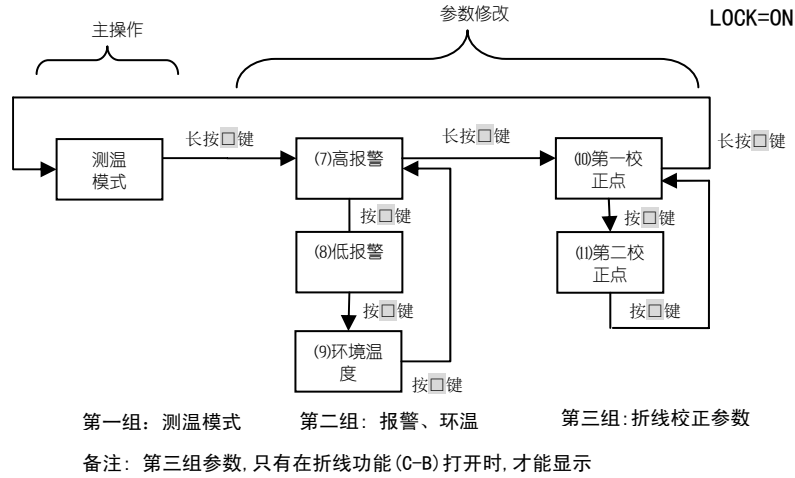 主操作
参数修改
LOCK=ON
长按□键
长按□键
长按□键
测温
模式
⑺高报警
⑽第一校
正点
按□键
按□键
⑻低报警
⑾第二校
正点
按□键
按□键
⑼环境温
度
按□键
第一组：测温模式
第二组：报警、环温
第三组:折线校正参数
备注：第三组参数,只有在折线功能(C-B)打开时,才能显示